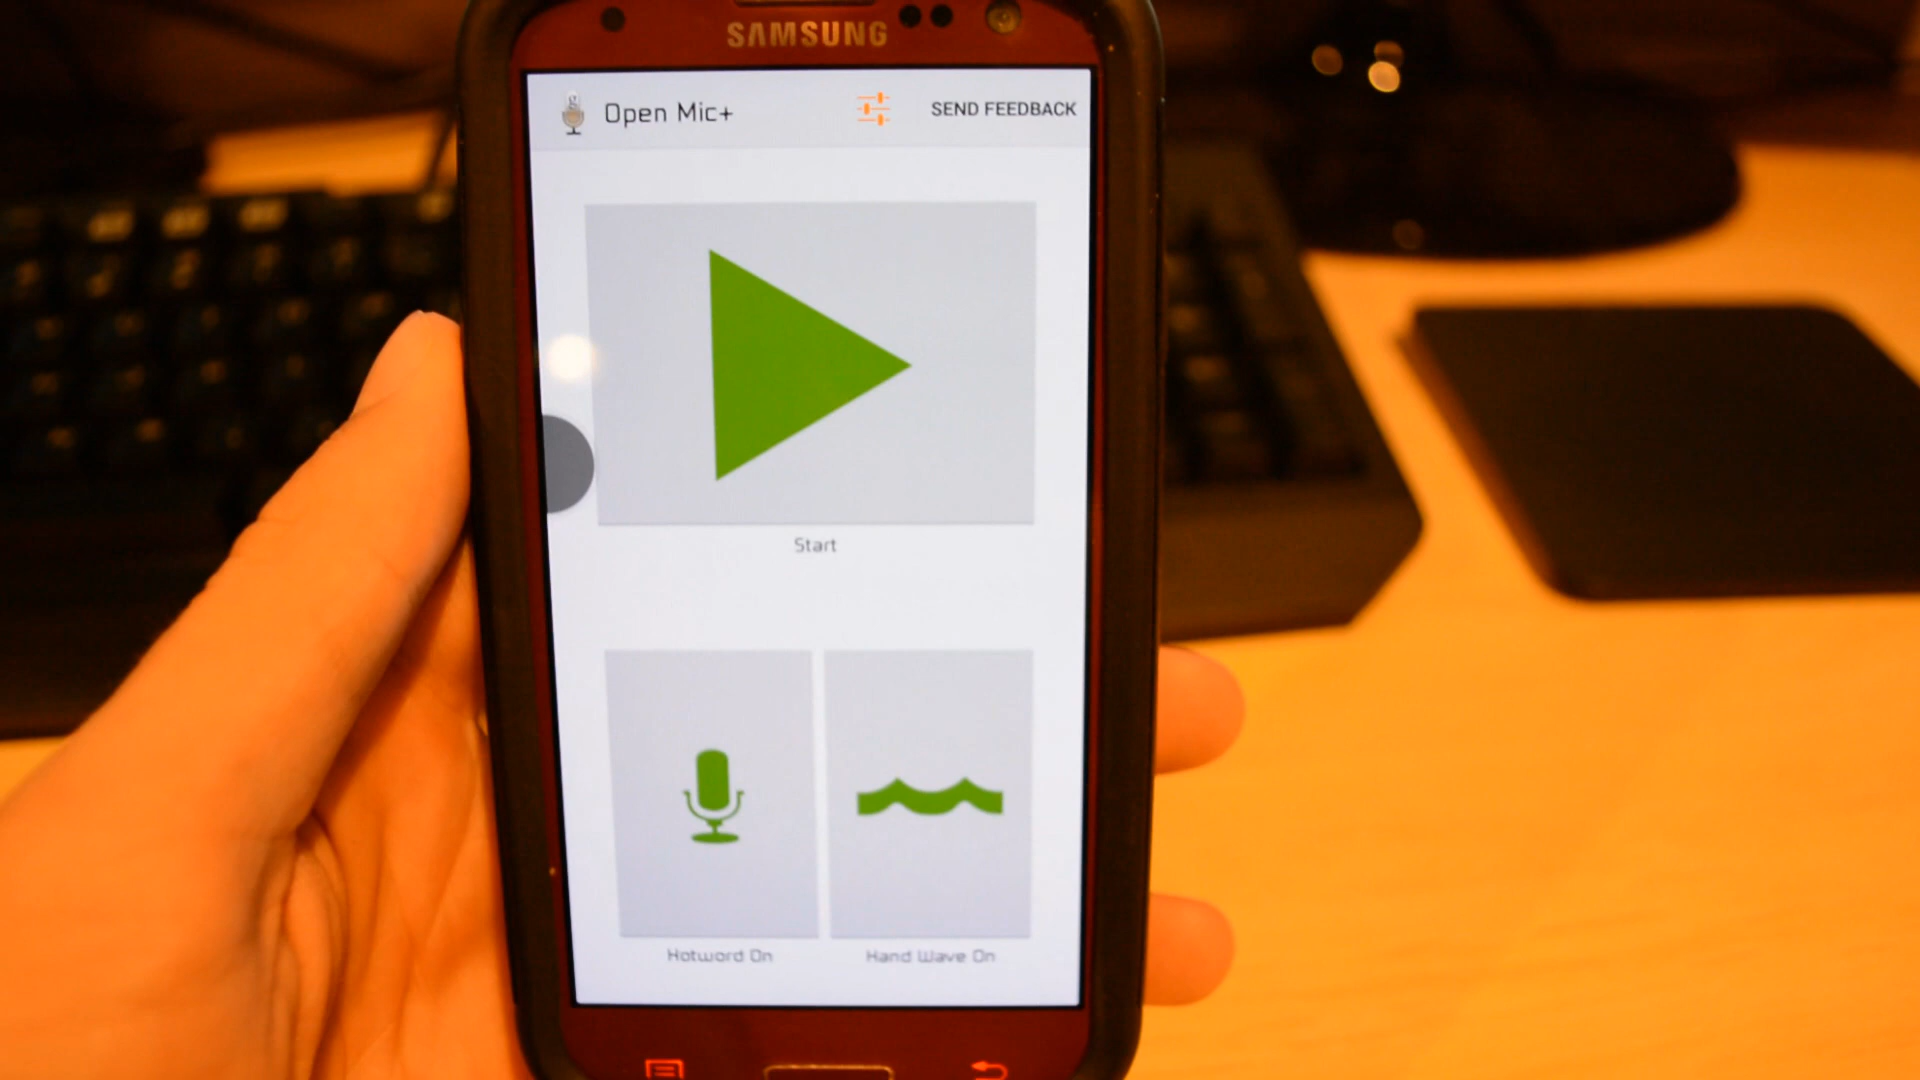 SAMSUNG
Open Mic+
SEND FEEDBACK
Start
Hotword On
Hand Wave On